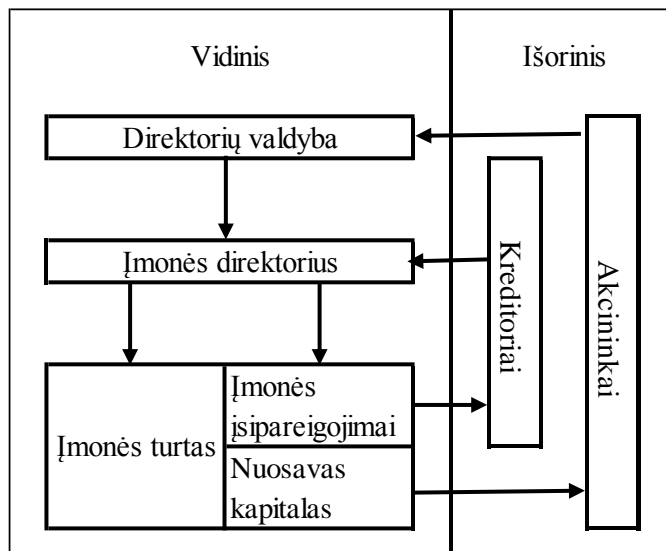 Vidinis
Išorinis
Direktorių valdyba
Įmonės direktorius
Kreditoriai
Akcininkai
Įmonės turtas
Įmonės
įsipareigojimai
Nuosavas
kapitalas